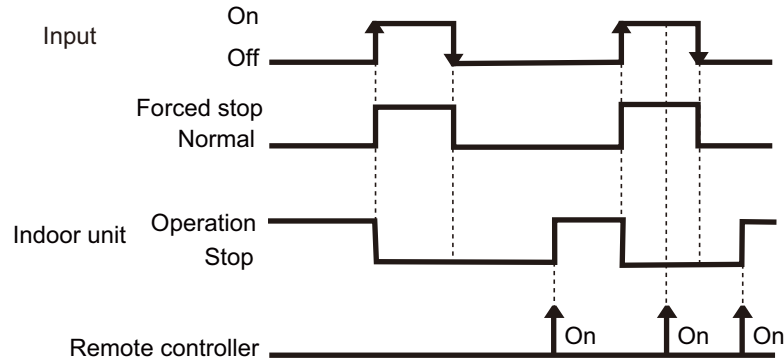 On
Input
Off
Forced stop
Normal
Operation
Indoor unit
Stop
On
On
On
Remote controller